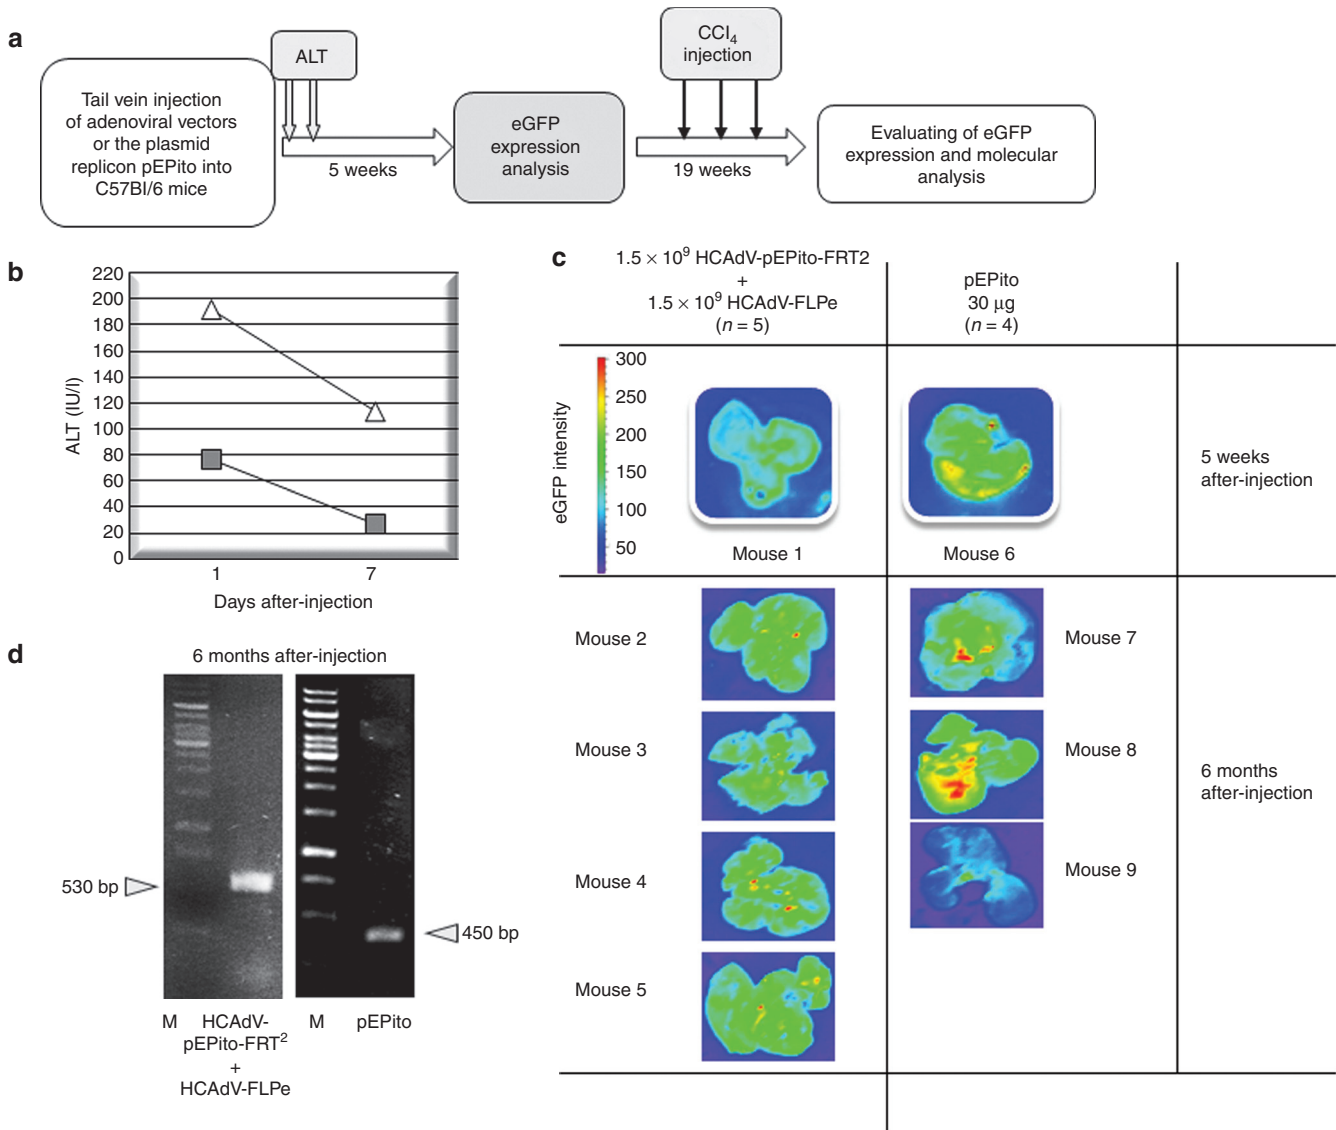 a
ALT
CCl4
injection
Tail vein injection
of adenoviral vectors
or the plasmid
replicon pEPito into
C57Bl/6 mice
eGFP
expression
analysis
Evaluating of eGFP
expression and molecular
analysis
5 weeks
19 weeks
b
220
200
180
160
140
120
100
80
60
40
20
0
ALT (IU/l)
1 7
Days after-injection
c
1.5 × 10⁹ HCAdV-pEPito-FRT2
+
1.5 × 10⁹ HCAdV-FLPe
(n = 5)
pEPito
30 µg
(n = 4)
eGFP intensity
300
250
200
150
100
50
Mouse 1
Mouse 6
5 weeks
after-injection
Mouse 2
Mouse 7
Mouse 3
Mouse 8
Mouse 4
Mouse 9
Mouse 5
6 months
after-injection
d
6 months after-injection
530 bp
450 bp
M HCAdV-
pEPito-FRT²
+
HCAdV-FLPe
M pEPito